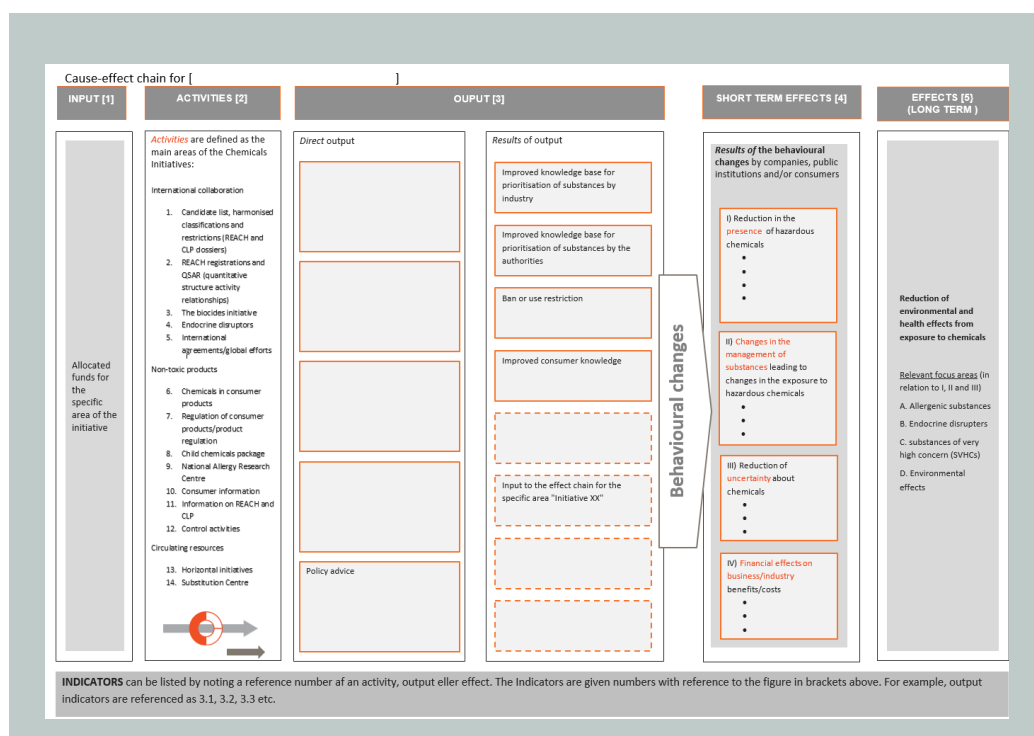 Cause-effect chain for [ ]
INPUT [1]
ACTIVITIES [2]
OUPUT [3]
SHORT TERM EFFECTS [4]
EFFECTS [5]
(LONG TERM )
Allocated
funds for
the
specific
area of the
initiative
Activities are defined as the
main areas of the Chemicals
Initiatives:
International collaboration
1. Candidate list, harmonised
classifications and
restrictions (REACH and
CLP dossiers)
2. REACH registrations and
QSAR (quantitative
structure activity
relationships)
3. The biocides initiative
4. Endocrine disruptors
5. International
agreements/global efforts
Non-toxic products
6. Chemicals in consumer
products
7. Regulation of consumer
products/product
regulation
8. Child chemicals package
9. National Allergy Research
Centre
10. Consumer information
11. Information on REACH and
CLP
12. Control activities
Circulating resources
13. Horizontal initiatives
14. Substitution Centre
Direct output
Policy advice
Results of output
Improved knowledge base for
prioritisation of substances by
industry
Improved knowledge base for
prioritisation of substances by the
authorities
Ban or use restriction
Improved consumer knowledge
Input to the effect chain for the
specific area "Initiative XX"
Behavioural changes
Results of the behavioural
changes by companies, public
institutions and/or consumers
I) Reduction in the
presence of hazardous
chemicals
II) Changes in the
management of
substances leading to
changes in the exposure to
hazardous chemicals
III) Reduction of
uncertainty about
chemicals
IV) Financial effects on
business/industry
benefits/costs
Reduction of
environmental and
health effects from
exposure to chemicals
Relevant focus areas (in
relation to I, II and III)
A. Allergenic substances
B. Endocrine disrupters
C. substances of very
high concern (SVHCs)
D. Environmental
effects
INDICATORS can be listed by noting a reference number af an activity, output eller effect. The Indicators are given numbers with reference to the figure in brackets above. For example, output
indicators are referenced as 3.1, 3.2, 3.3 etc.